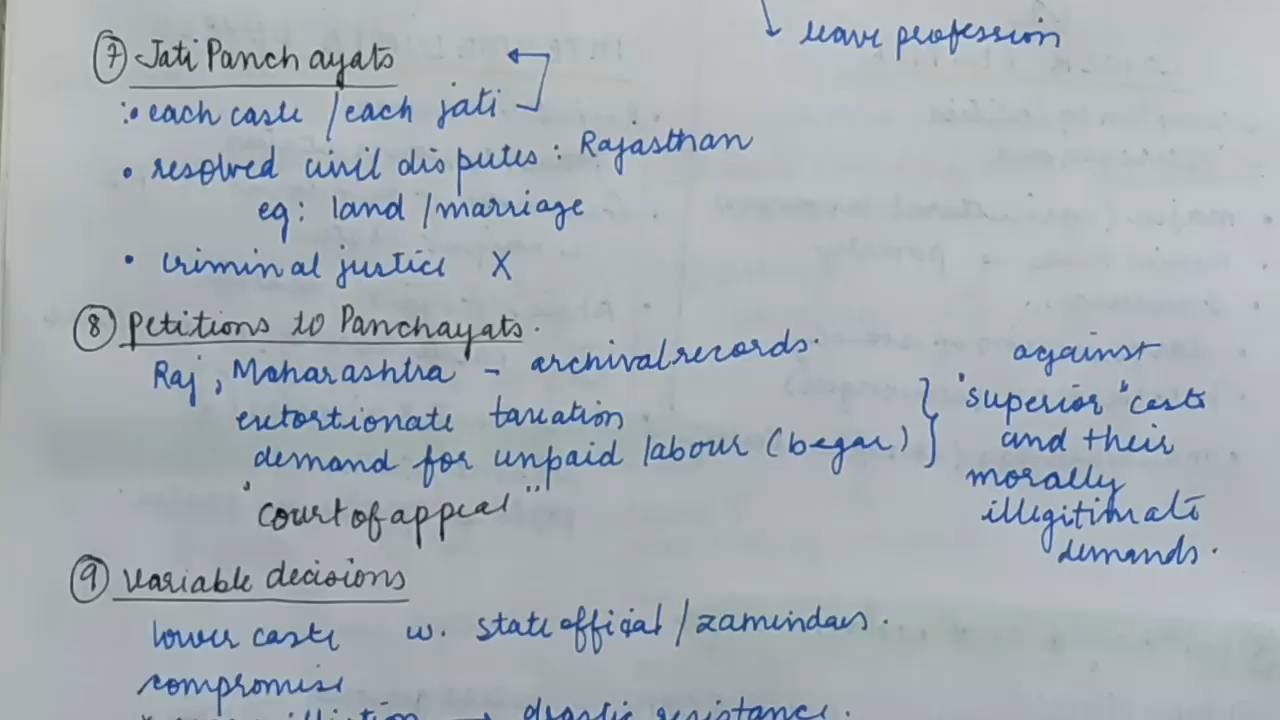 ↓ leave profession
⑦ Jati Panchayats
• each caste / each jati
• resolved civil disputes : Rajasthan
eg: land / marriage
• criminal justice X
⑧ Petitions to Panchayats.
Raj, Maharashtra - archival records.
extortionate taxation
demand for unpaid labour (begar)
"court of appeal"
against
"superior" caste
and their
morally
illegitimate
demands.
⑨ Variable decisions
lower caste w. state official / zamindars.
compromise
→ drastic resistance.